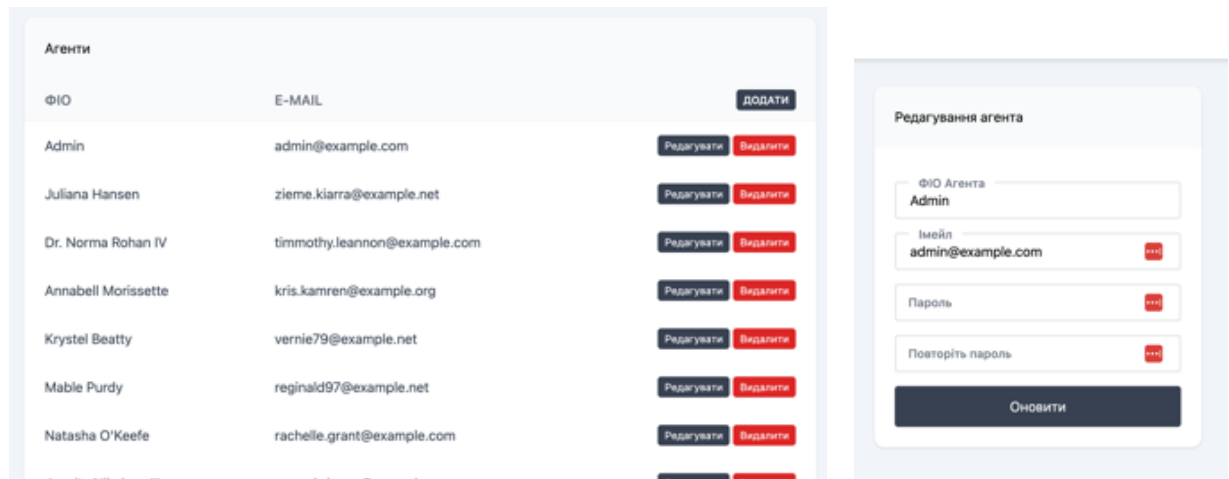 Агенти
ФІО E-MAIL ДОДАТИ
Admin admin@example.com Редагувати Видалити
Juliana Hansen zieme.kiarra@example.net Редагувати Видалити
Dr. Norma Rohan IV timmothy.leannon@example.com Редагувати Видалити
Annabell Morissette kris.kamren@example.org Редагувати Видалити
Krystel Beatty vernie79@example.net Редагувати Видалити
Mable Purdy reginald97@example.net Редагувати Видалити
Natasha O'Keefe rachelle.grant@example.com Редагувати Видалити
Редагування агента
ФІО Агента
Admin
Імейл
admin@example.com
Пароль
Повторіть пароль
Оновити